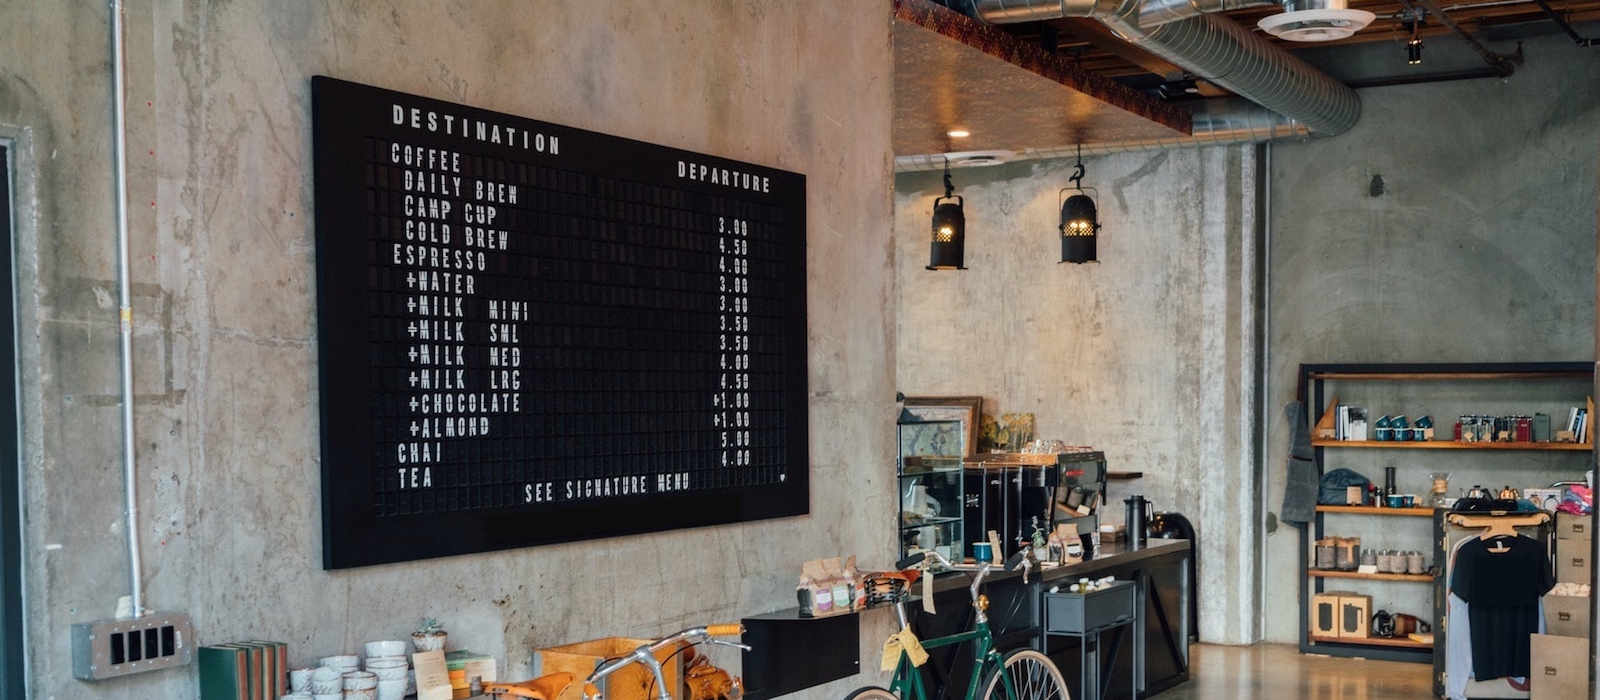 DESTINATION DEPARTURE
COFFEE
DAILY BREW 3.00
CAMP CUP 4.50
COLD BREW 4.00
ESPRESSO 3.00
+WATER 3.00
+MILK MINI 3.50
+MILK SML 3.50
+MILK MED 4.00
+MILK LRG 4.50
+CHOCOLATE +1.00
+ALMOND +1.00
CHAI 5.00
TEA 4.00
SEE SIGNATURE MENU